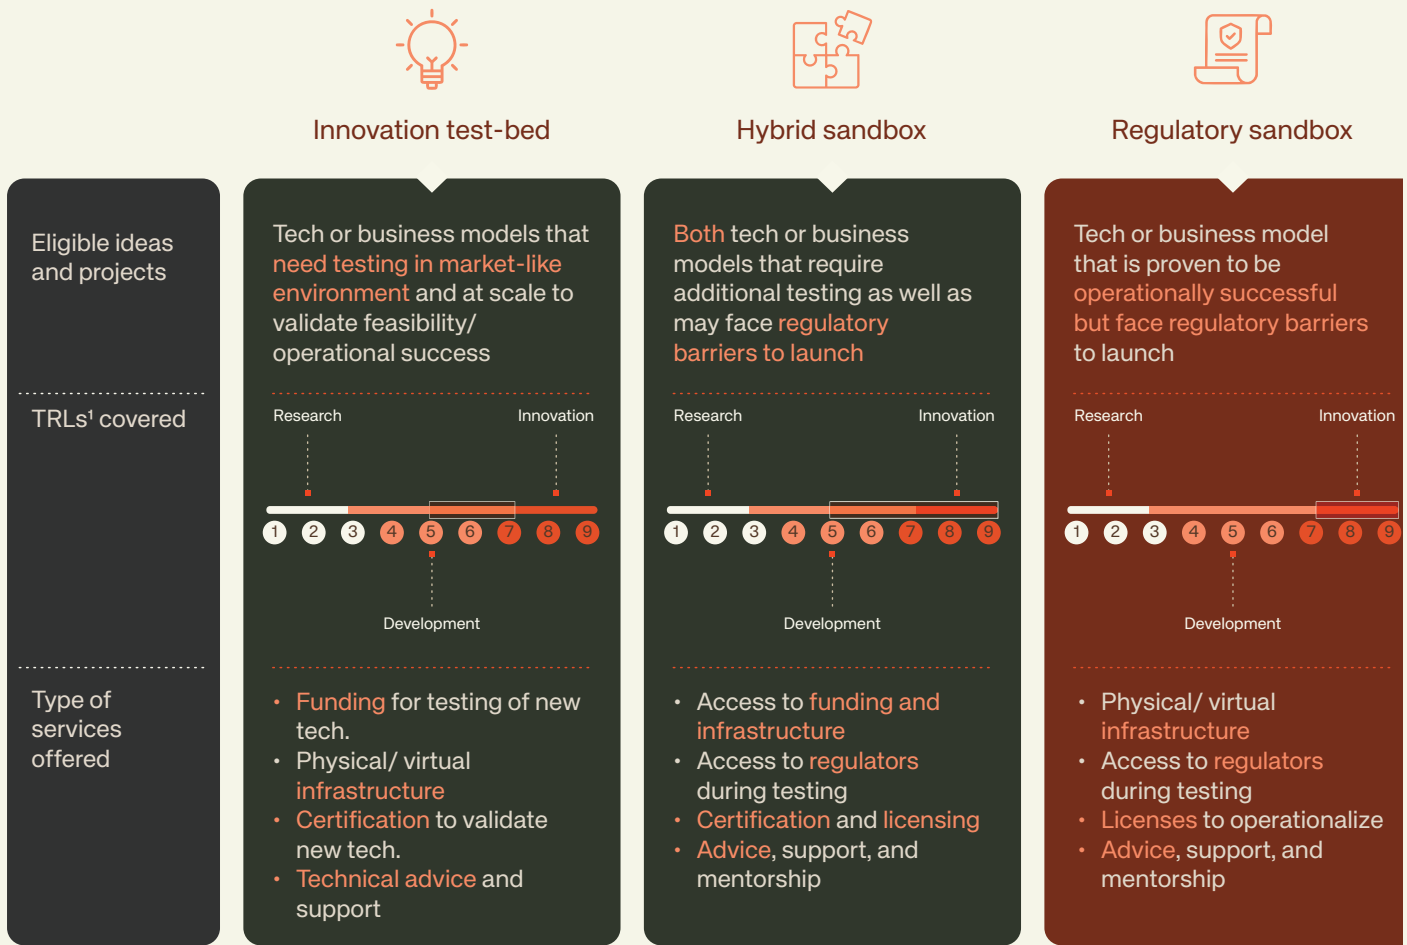 Innovation test-bed
Hybrid sandbox
Regulatory sandbox
Eligible ideas
and projects
Tech or business models that
need testing in market-like
environment and at scale to
validate feasibility/
operational success
Both tech or business
models that require
additional testing as well as
may face regulatory
barriers to launch
Tech or business model
that is proven to be
operationally successful
but face regulatory barriers
to launch
TRLs¹ covered
Research
Innovation
1 2 3 4 5 6 7 8 9
Development
Research
Innovation
1 2 3 4 5 6 7 8 9
Development
Research
Innovation
1 2 3 4 5 6 7 8 9
Development
Type of
services
offered
• Funding for testing of new
tech.
• Physical/ virtual
infrastructure
• Certification to validate
new tech.
• Technical advice and
support
• Access to funding and
infrastructure
• Access to regulators
during testing
• Certification and licensing
• Advice, support, and
mentorship
• Physical/ virtual
infrastructure
• Access to regulators
during testing
• Licenses to operationalize
• Advice, support, and
mentorship